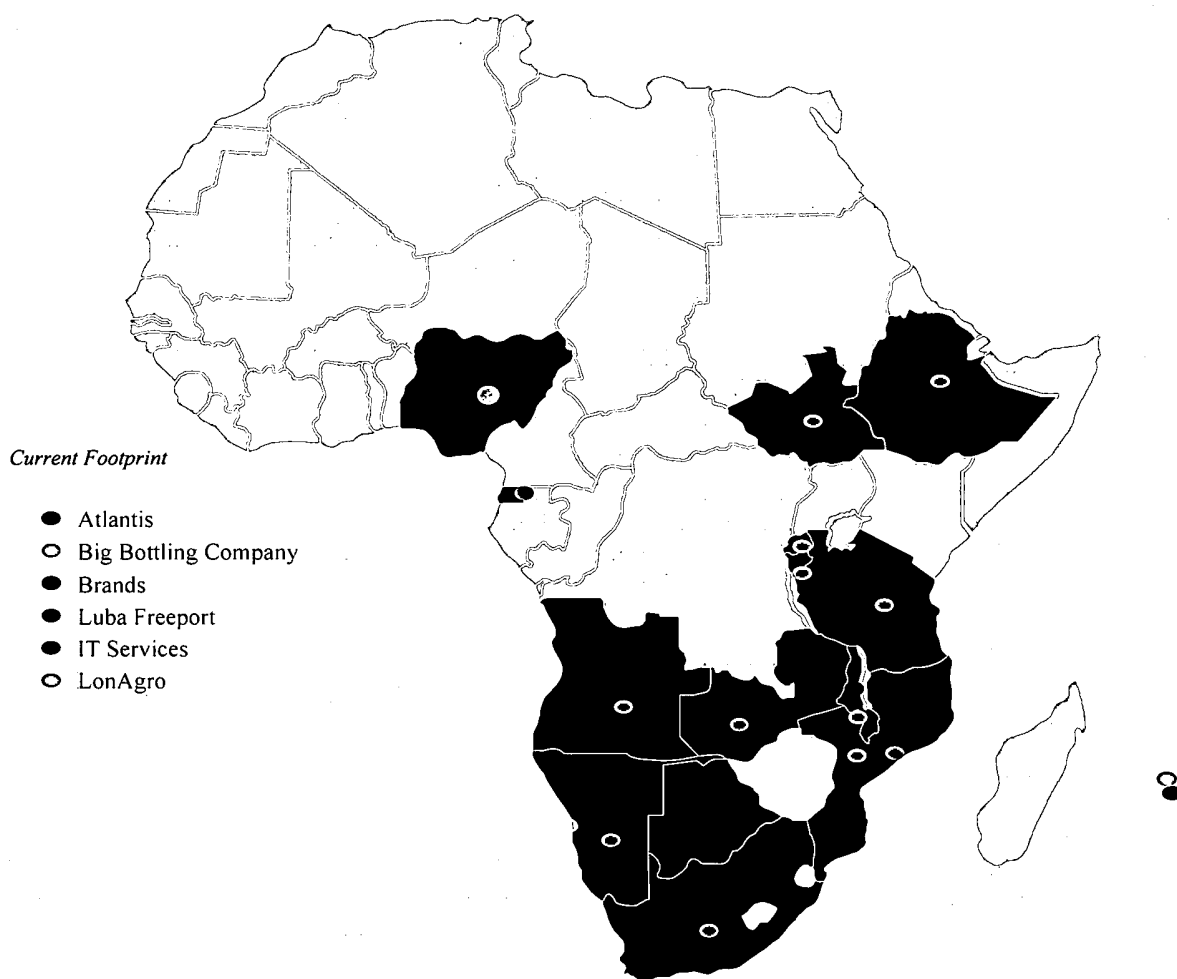 Current Footprint
Atlantis
Big Bottling Company
Brands
Luba Freeport
IT Services
LonAgro